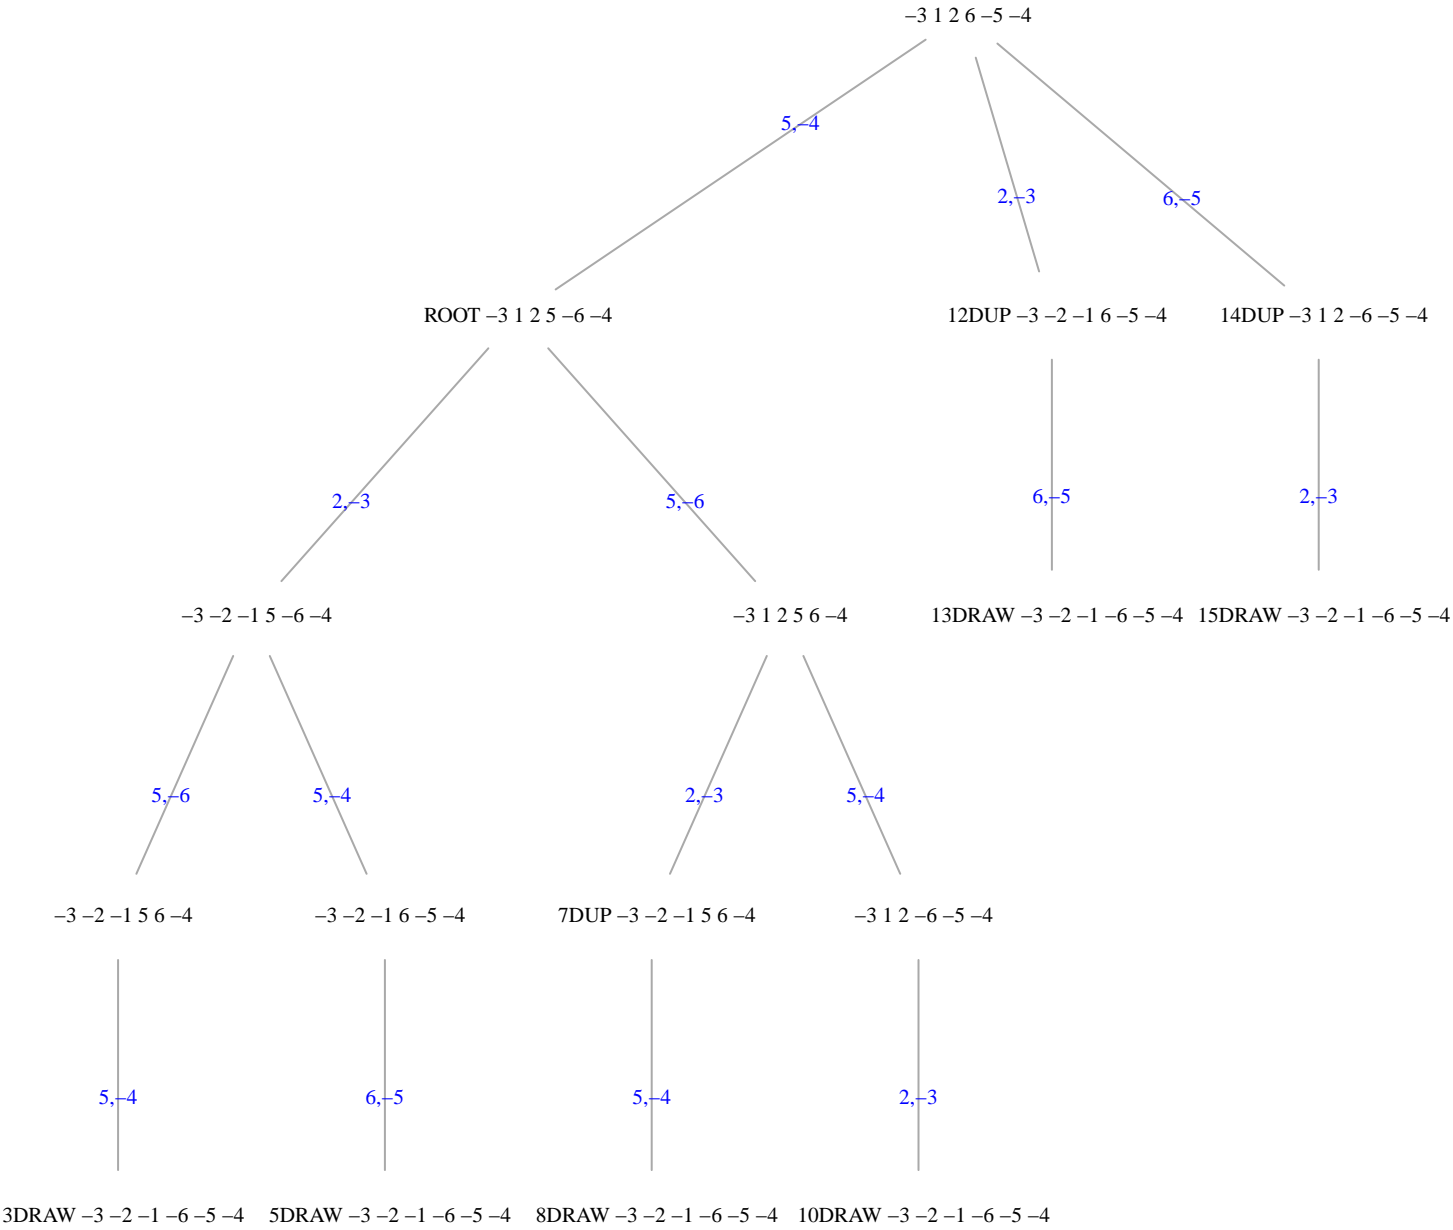 −3 1 2 6 −5 −4
5,−4
2,−3
6,−5
ROOT −3 1 2 5 −6 −4
12DUP −3 −2 −1 6 −5 −4
14DUP −3 1 2 −6 −5 −4
2,−3
5,−6
6,−5
2,−3
−3 −2 −1 5 −6 −4
−3 1 2 5 6 −4
13DRAW −3 −2 −1 −6 −5 −4
15DRAW −3 −2 −1 −6 −5 −4
5,−6
5,−4
2,−3
5,−4
−3 −2 −1 5 6 −4
−3 −2 −1 6 −5 −4
7DUP −3 −2 −1 5 6 −4
−3 1 2 −6 −5 −4
5,−4
6,−5
5,−4
2,−3
3DRAW −3 −2 −1 −6 −5 −4
5DRAW −3 −2 −1 −6 −5 −4
8DRAW −3 −2 −1 −6 −5 −4
10DRAW −3 −2 −1 −6 −5 −4